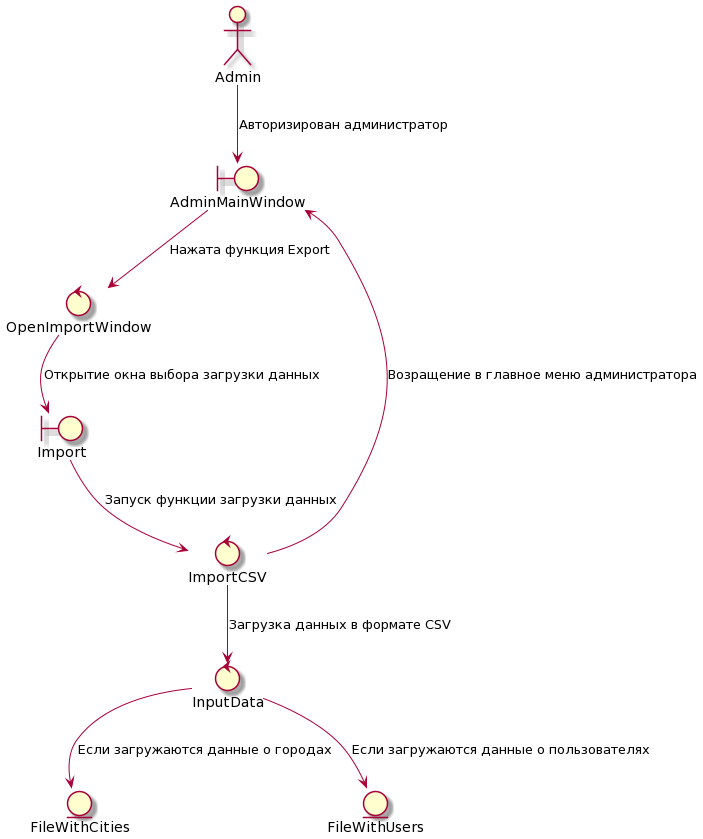 Admin
Авторизирован администратор
AdminMainWindow
Нажата функция Export
OpenImportWindow
Открытие окна выбора загрузки данных
Возращение в главное меню администратора
Import
Запуск функции загрузки данных
ImportCSV
Загрузка данных в формате CSV
InputData
Если загружаются данные о городах
Если загружаются данные о пользователях
FileWithCities
FileWithUsers